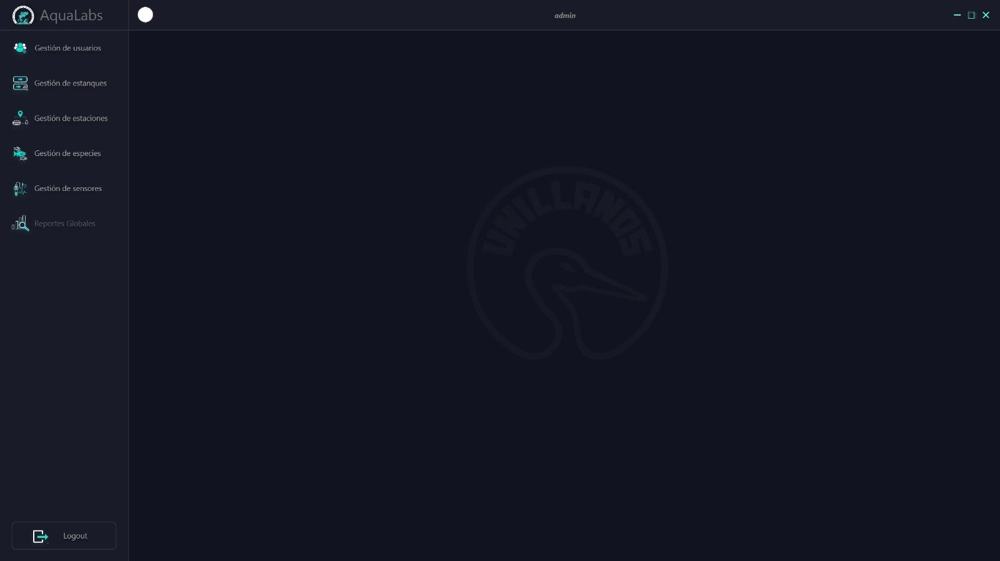 AquaLabs
admin
Gestión de usuarios
Gestión de estanques
Gestión de estaciones
Gestión de especies
Gestión de sensores
Reportes Globales
UNILLANOS
Logout